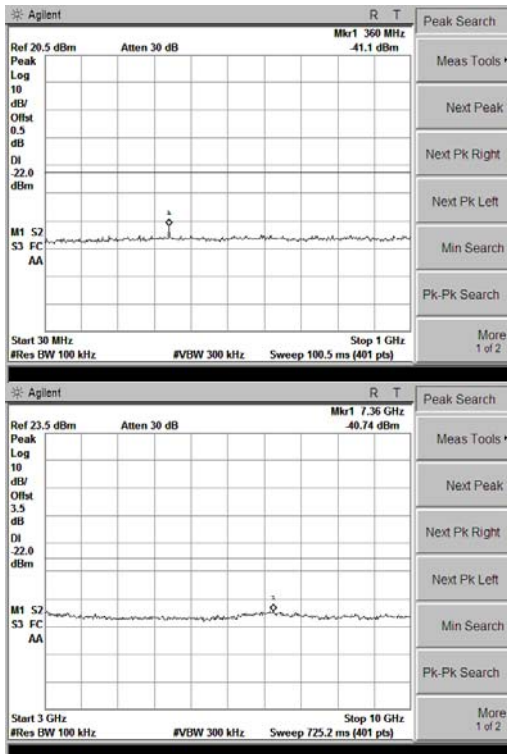 Agilent R T
Mkr1 360 MHz
Ref 20.5 dBm Atten 30 dB -41.1 dBm
Peak
Log
10
dB/
Offst
0.5
dB
DI
-22.0
dBm
M1 S2
S3 FC
AA
Start 30 MHz Stop 1 GHz
#Res BW 100 kHz #VBW 300 kHz Sweep 100.5 ms (401 pts)
Peak Search
Meas Tools
Next Peak
Next Pk Right
Next Pk Left
Min Search
Pk-Pk Search
More
1 of 2
Agilent R T
Mkr1 7.36 GHz
Ref 23.5 dBm Atten 30 dB -40.74 dBm
Peak
Log
10
dB/
Offst
3.5
dB
DI
-22.0
dBm
M1 S2
S3 FC
AA
Start 3 GHz Stop 10 GHz
#Res BW 100 kHz #VBW 300 kHz Sweep 725.2 ms (401 pts)
Peak Search
Meas Tools
Next Peak
Next Pk Right
Next Pk Left
Min Search
Pk-Pk Search
More
1 of 2